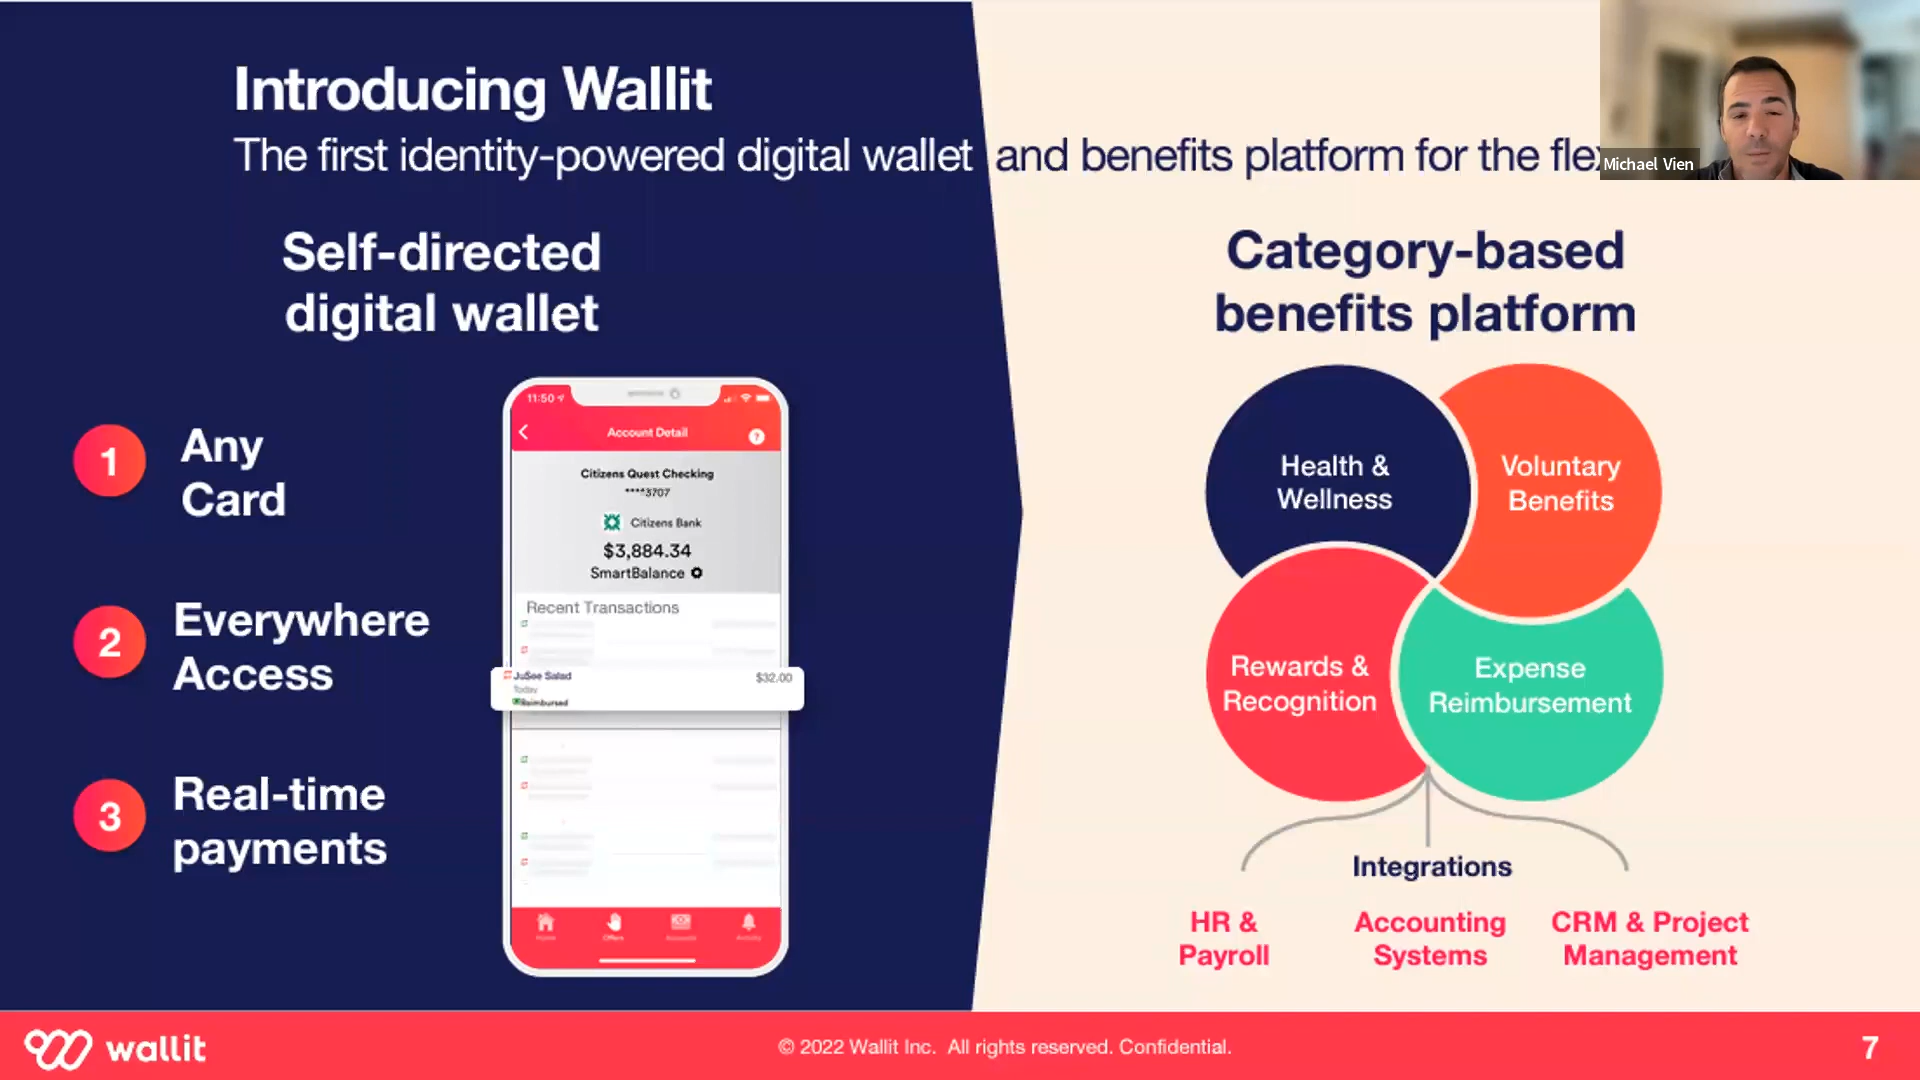 Introducing Wallit
The first identity-powered digital wallet and benefits platform for the fle
Michael Vien
Self-directed
digital wallet
1
Any
Card
2
Everywhere
Access
3
Real-time
payments
11:50
Account Detail
?
Citizens Quest Checking
****3707
Citizens Bank
$3,884.34
SmartBalance
Recent Transactions
JuSee Salad
$32.00
Today
Reimbursed
Home
Offers
Accounts
Activity
Category-based
benefits platform
Health &
Wellness
Voluntary
Benefits
Rewards &
Recognition
Expense
Reimbursement
Integrations
HR &
Payroll
Accounting
Systems
CRM & Project
Management
wallit
© 2022 Wallit Inc. All rights reserved. Confidential.
7